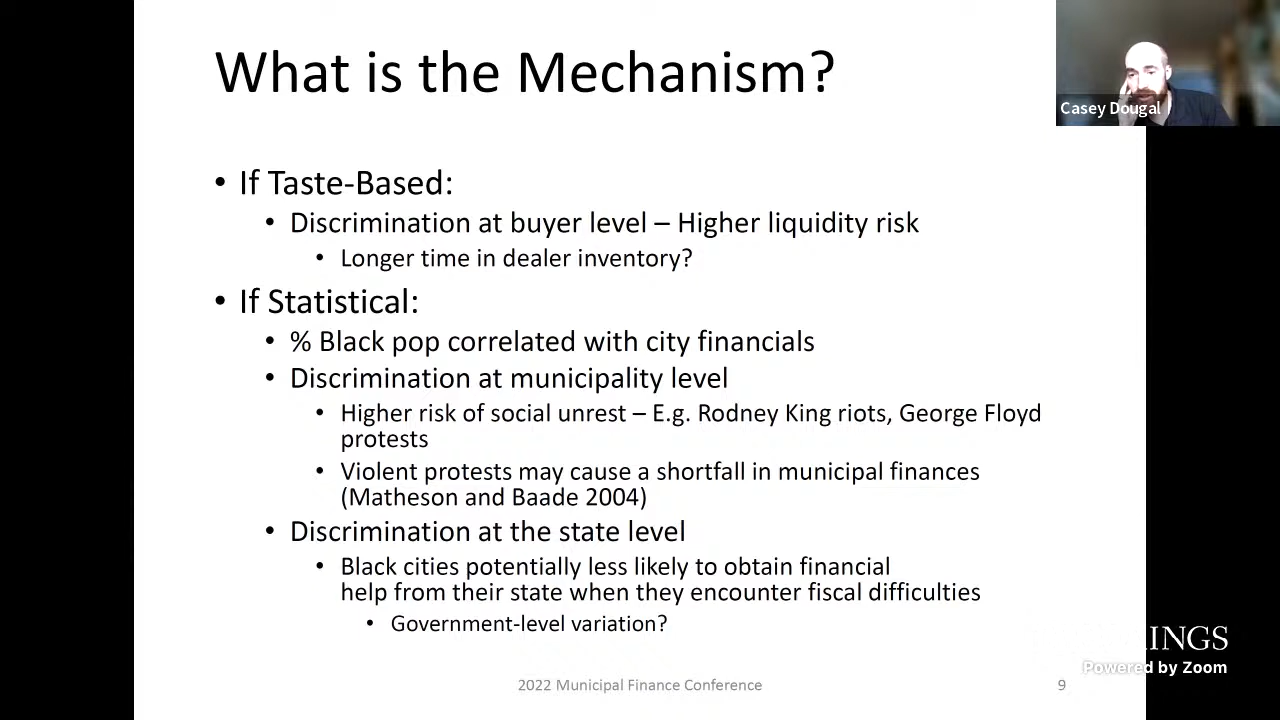 What is the Mechanism?
Casey Dougal
• If Taste-Based:
• Discrimination at buyer level – Higher liquidity risk
• Longer time in dealer inventory?
• If Statistical:
• % Black pop correlated with city financials
• Discrimination at municipality level
• Higher risk of social unrest – E.g. Rodney King riots, George Floyd
protests
• Violent protests may cause a shortfall in municipal finances
(Matheson and Baade 2004)
• Discrimination at the state level
• Black cities potentially less likely to obtain financial
help from their state when they encounter fiscal difficulties
• Government-level variation?
INGS
Powered by Zoom
2022 Municipal Finance Conference
9